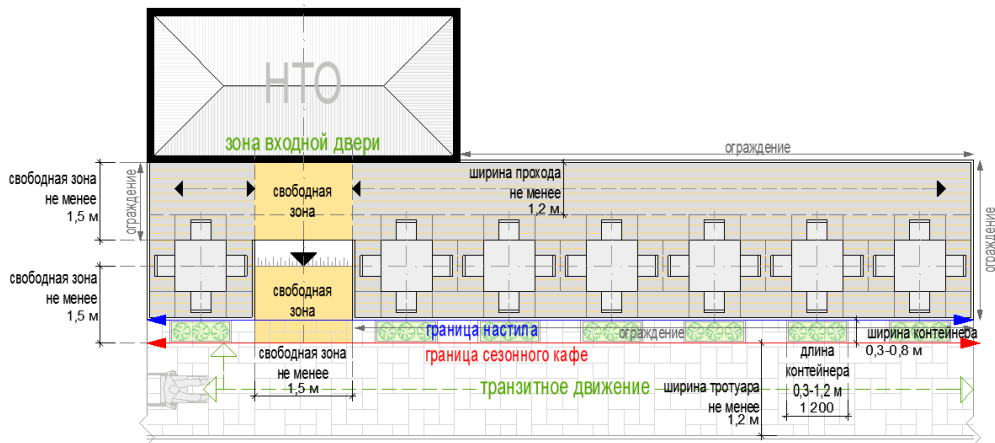 НТО
зона входной двери
ограждение
свободная зона
не менее
1,5 м
ограждение
свободная
зона
ширина прохода
не менее
1,2 м
ограждение
свободная зона
не менее
1,5 м
свободная
зона
граница настила
ограждение
ширина контейнера
0,3-0,8 м
свободная зона
не менее
1,5 м
граница сезонного кафе
длина
контейнера
0,3-1,2 м
1 200
транзитное движение
ширина тротуара
не менее
1,2 м